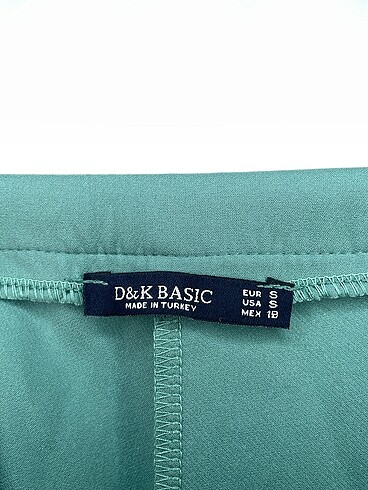 D&K BASIC
MADE IN TURKEY
EUR S
USA S
MEX 18